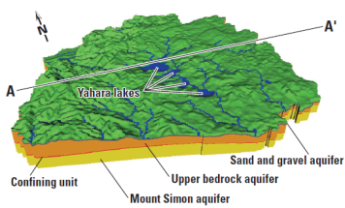 N
A'
A
Yahara lakes
Sand and gravel aquifer
Confining unit
Upper bedrock aquifer
Mount Simon aquifer